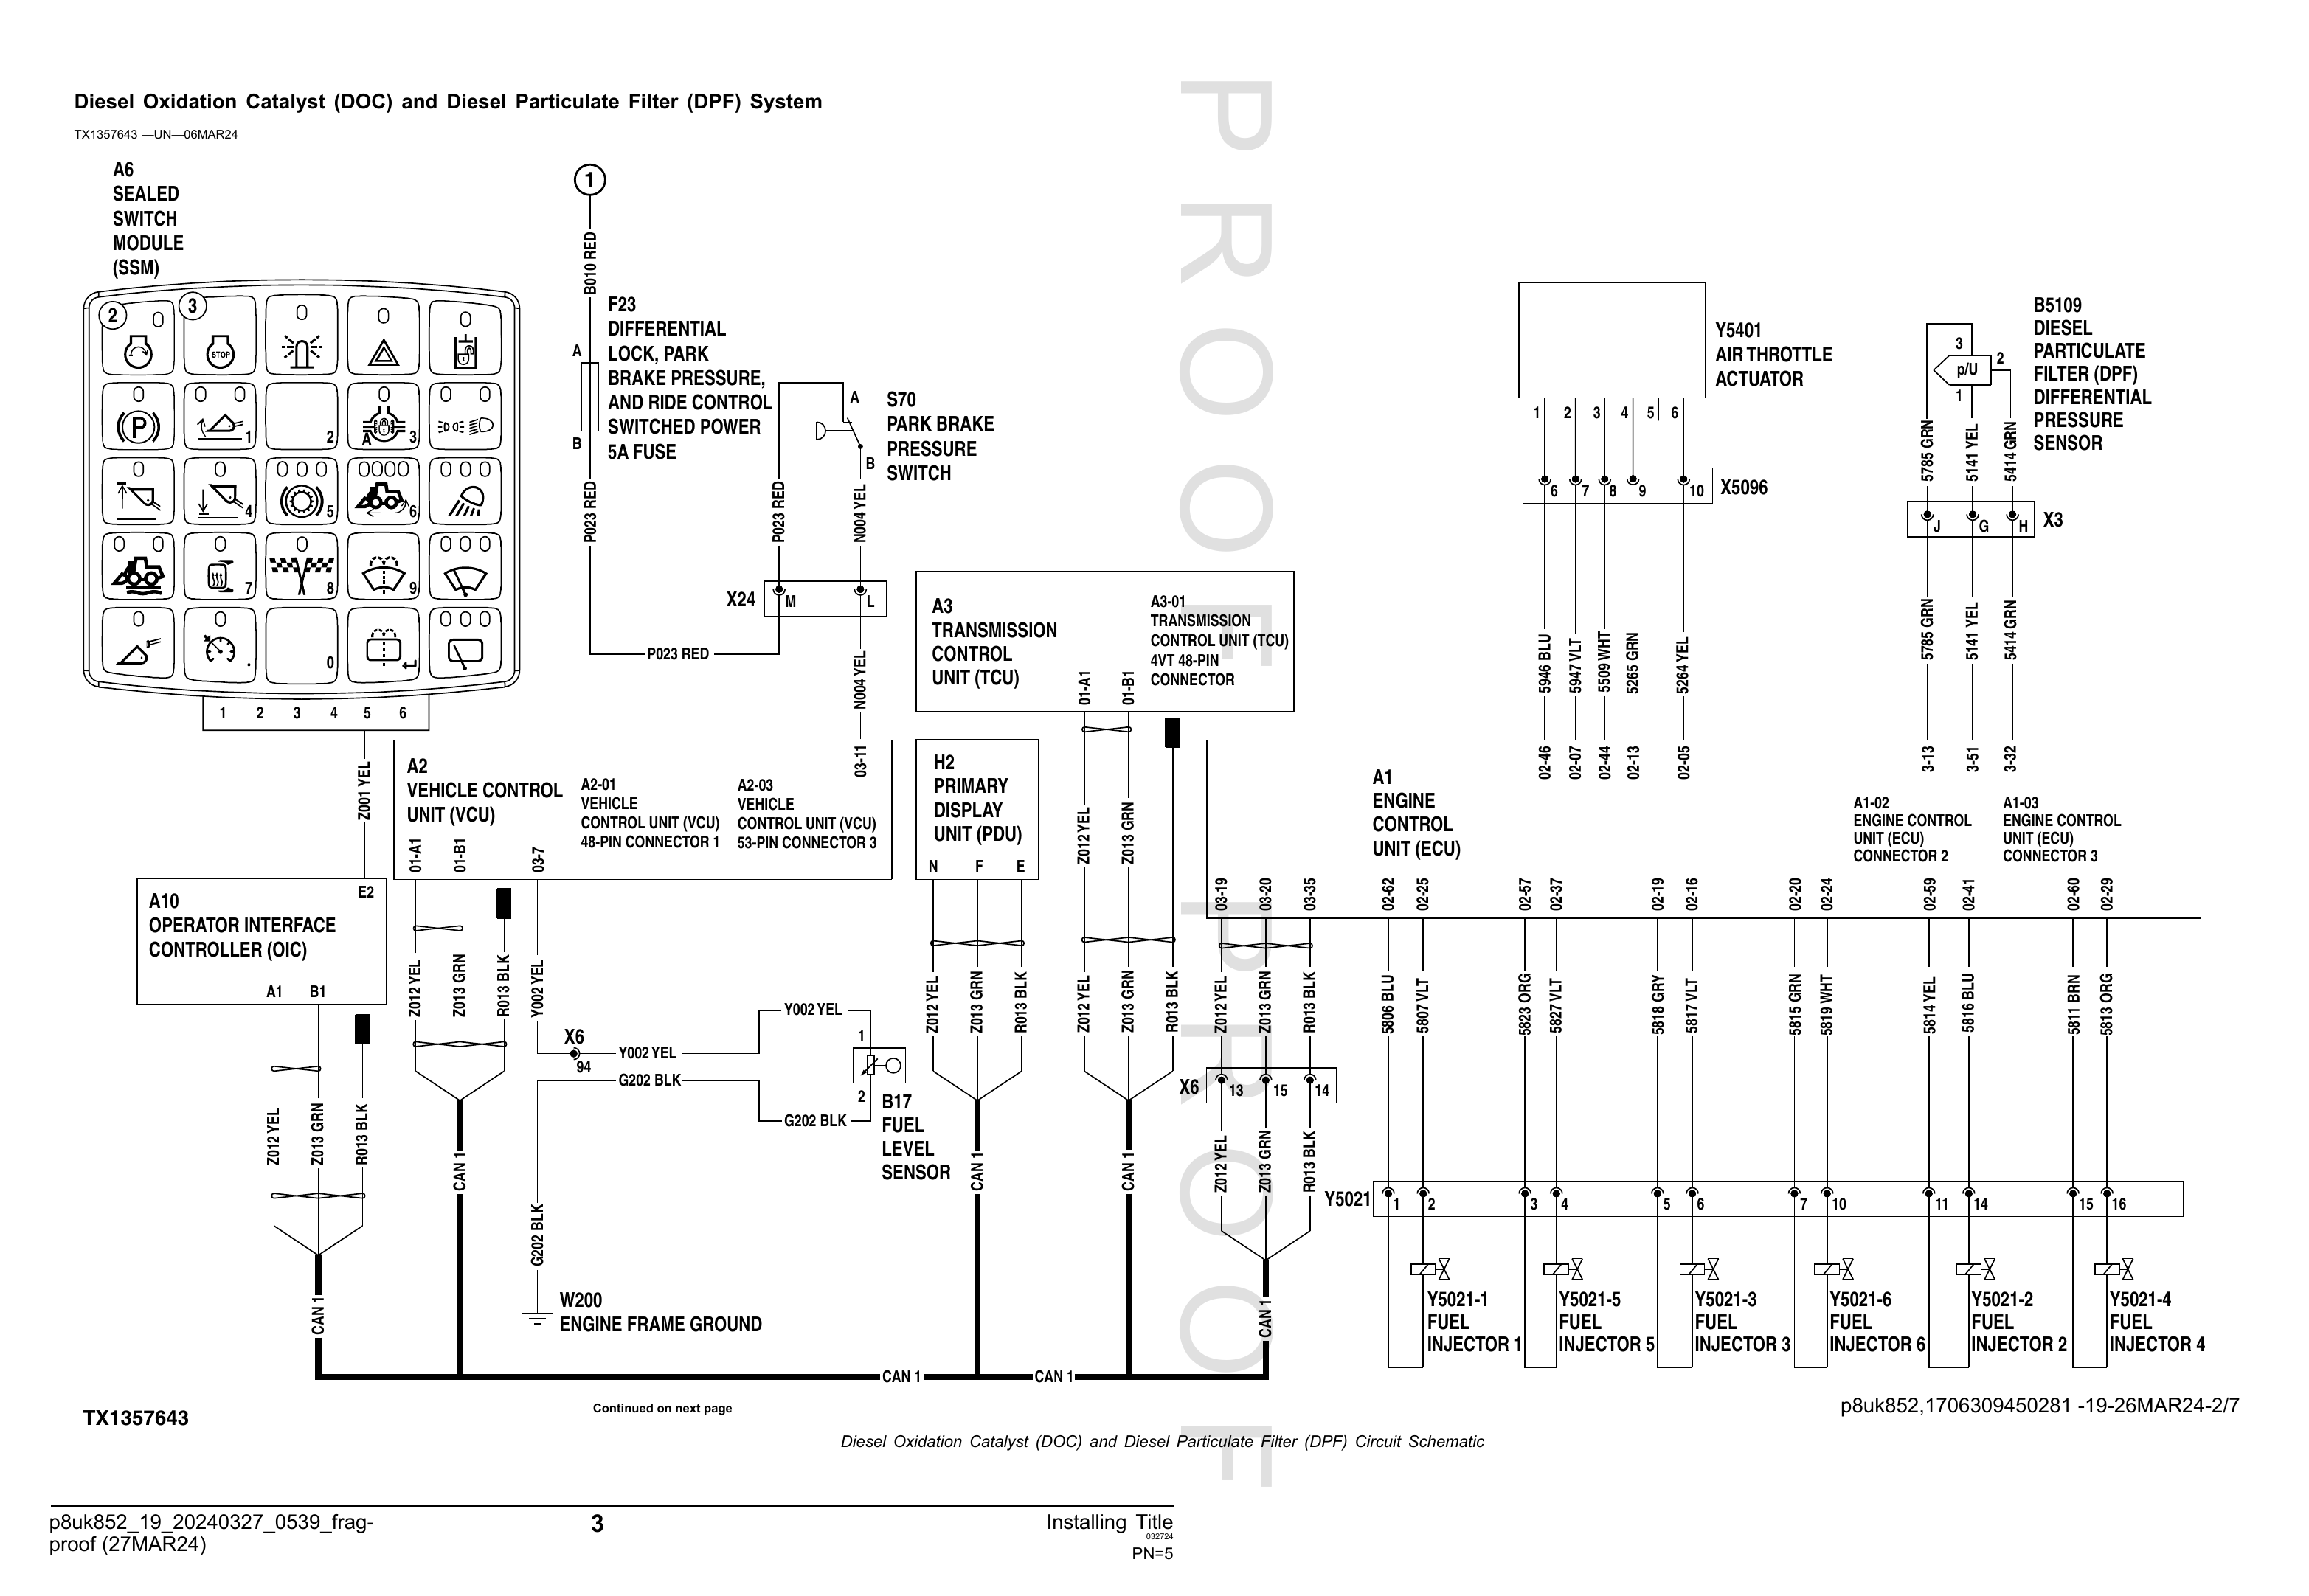 Diesel Oxidation Catalyst (DOC) and Diesel Particulate Filter (DPF) System
TX1357643 —UN—06MAR24
PROOF PROOF
A6
SEALED
SWITCH
MODULE
(SSM)
2
3
STOP
P
1
2
A
3
4
5
6
7
8
9
.
0
1 2 3 4 5 6
Z001 YEL
1
B010 RED
F23
DIFFERENTIAL
LOCK, PARK
BRAKE PRESSURE,
AND RIDE CONTROL
SWITCHED POWER
5A FUSE
A
B
P023 RED
P023 RED
P023 RED
A
B
S70
PARK BRAKE
PRESSURE
SWITCH
N004 YEL
X24
M
L
N004 YEL
03-11
A2
VEHICLE CONTROL
UNIT (VCU)
A2-01
VEHICLE
CONTROL UNIT (VCU)
48-PIN CONNECTOR 1
A2-03
VEHICLE
CONTROL UNIT (VCU)
53-PIN CONNECTOR 3
01-A1
01-B1
03-7
Z012 YEL
Z013 GRN
R013 BLK
Y002 YEL
CAN 1
A10
OPERATOR INTERFACE
CONTROLLER (OIC)
E2
A1
B1
Z012 YEL
Z013 GRN
R013 BLK
CAN 1
X6
94
Y002 YEL
G202 BLK
Y002 YEL
G202 BLK
1
2
B17
FUEL
LEVEL
SENSOR
G202 BLK
W200
ENGINE FRAME GROUND
H2
PRIMARY
DISPLAY
UNIT (PDU)
N F E
Z012 YEL
Z013 GRN
R013 BLK
CAN 1
A3
TRANSMISSION
CONTROL
UNIT (TCU)
A3-01
TRANSMISSION
CONTROL UNIT (TCU)
4VT 48-PIN
CONNECTOR
01-A1
01-B1
Z012 YEL
Z013 GRN
Z012 YEL
Z013 GRN
R013 BLK
CAN 1
Y5401
AIR THROTTLE
ACTUATOR
1 2 3 4 5 6
6 7 8 9 10
X5096
5946 BLU
5947 VLT
5509 WHT
5265 GRN
5264 YEL
02-46
02-07
02-44
02-13
02-05
B5109
DIESEL
PARTICULATE
FILTER (DPF)
DIFFERENTIAL
PRESSURE
SENSOR
3
2
p/U
1
5785 GRN
5141 YEL
5414 GRN
J G H
X3
5785 GRN
5141 YEL
5414 GRN
3-13
3-51
3-32
A1
ENGINE
CONTROL
UNIT (ECU)
A1-02
ENGINE CONTROL
UNIT (ECU)
CONNECTOR 2
A1-03
ENGINE CONTROL
UNIT (ECU)
CONNECTOR 3
03-19
03-20
03-35
02-62
02-25
02-57
02-37
02-19
02-16
02-20
02-24
02-59
02-41
02-60
02-29
Z012 YEL
Z013 GRN
R013 BLK
5806 BLU
5807 VLT
5823 ORG
5827 VLT
5818 GRY
5817 VLT
5815 GRN
5819 WHT
5814 YEL
5816 BLU
5811 BRN
5813 ORG
X6
13 15 14
Z012 YEL
Z013 GRN
R013 BLK
CAN 1
Y5021
1 2 3 4 5 6 7 10 11 14 15 16
Y5021-1
FUEL
INJECTOR 1
Y5021-5
FUEL
INJECTOR 5
Y5021-3
FUEL
INJECTOR 3
Y5021-6
FUEL
INJECTOR 6
Y5021-2
FUEL
INJECTOR 2
Y5021-4
FUEL
INJECTOR 4
CAN 1
CAN 1
TX1357643
Continued on next page
p8uk852,1706309450281 -19-26MAR24-2/7
Diesel Oxidation Catalyst (DOC) and Diesel Particulate Filter (DPF) Circuit Schematic
p8uk852_19_20240327_0539_frag-
proof (27MAR24)
3
Installing Title
032724
PN=5